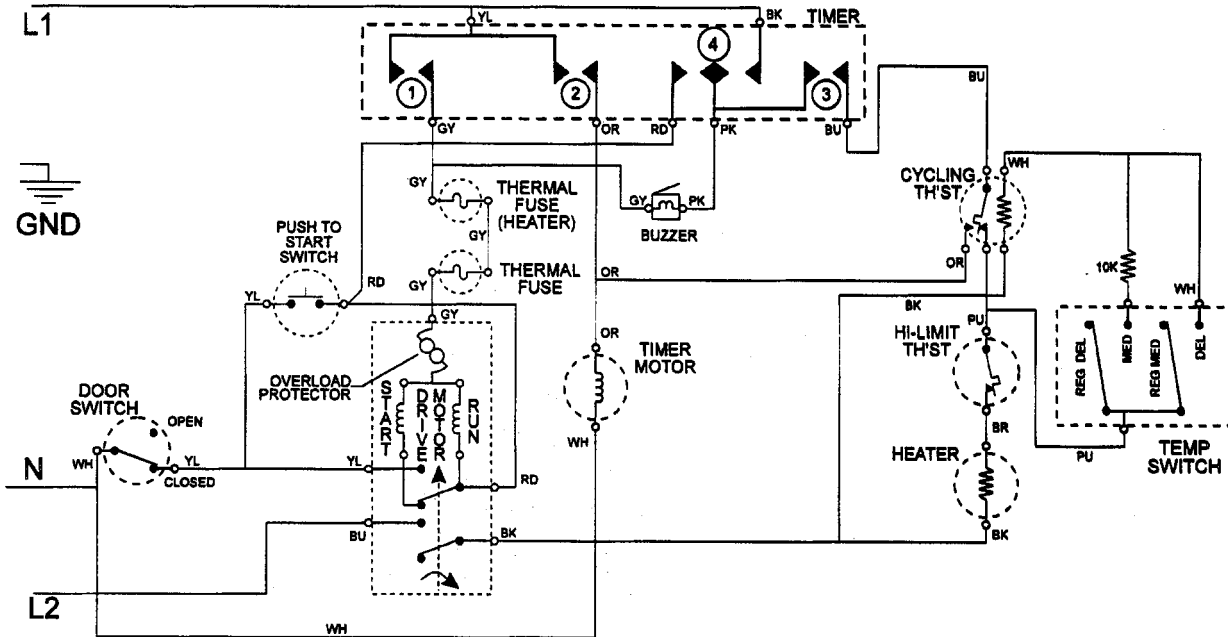 L1
YL
BK
TIMER
4
1
2
3
BU
GY
OR
RD
PK
BU
GND
GY
THERMAL
FUSE
(HEATER)
GY
PK
BUZZER
CYCLING
TH'ST
WH
PUSH TO
START
SWITCH
GY
THERMAL
FUSE
RD
YL
GY
OR
OR
BK
10K
WH
GY
OR
PU
HI-LIMIT
TH'ST
TIMER
MOTOR
OVERLOAD
PROTECTOR
START
DRIVE
MOTOR
RUN
REG DEL
MED
REG MED
DEL
DOOR
SWITCH
OPEN
WH
YL
CLOSED
YL
WH
BR
HEATER
PU
TEMP
SWITCH
N
RD
BU
BK
BK
L2
WH